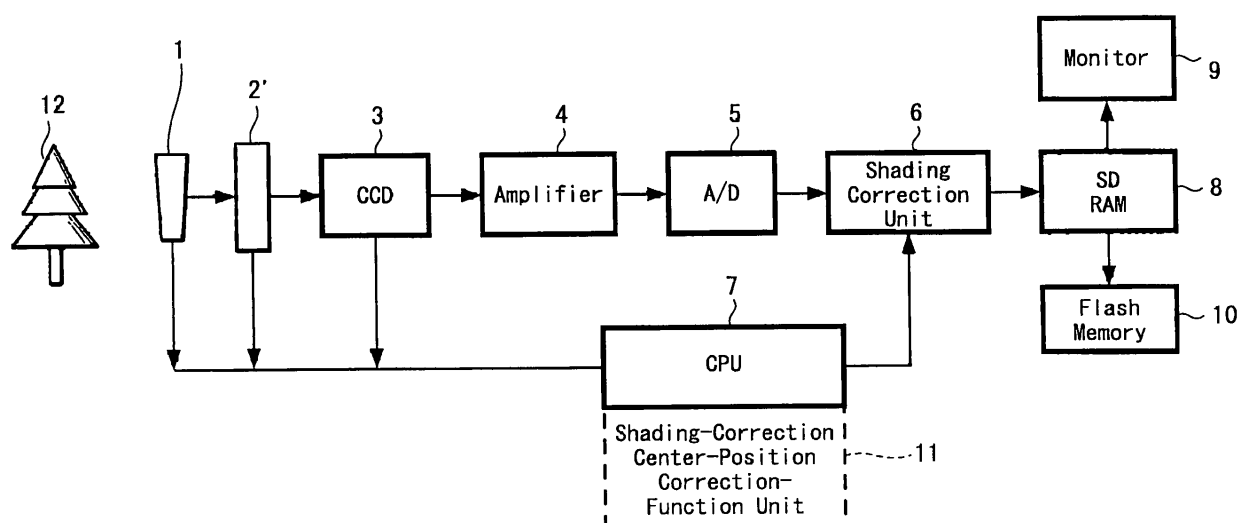 1
Monitor
9
12
2'
3
4
5
6
CCD
Amplifier
A/D
Shading
Correction
Unit
SD
RAM
8
7
Flash
Memory
10
CPU
Shading-Correction
Center-Position
Correction-
Function Unit
11